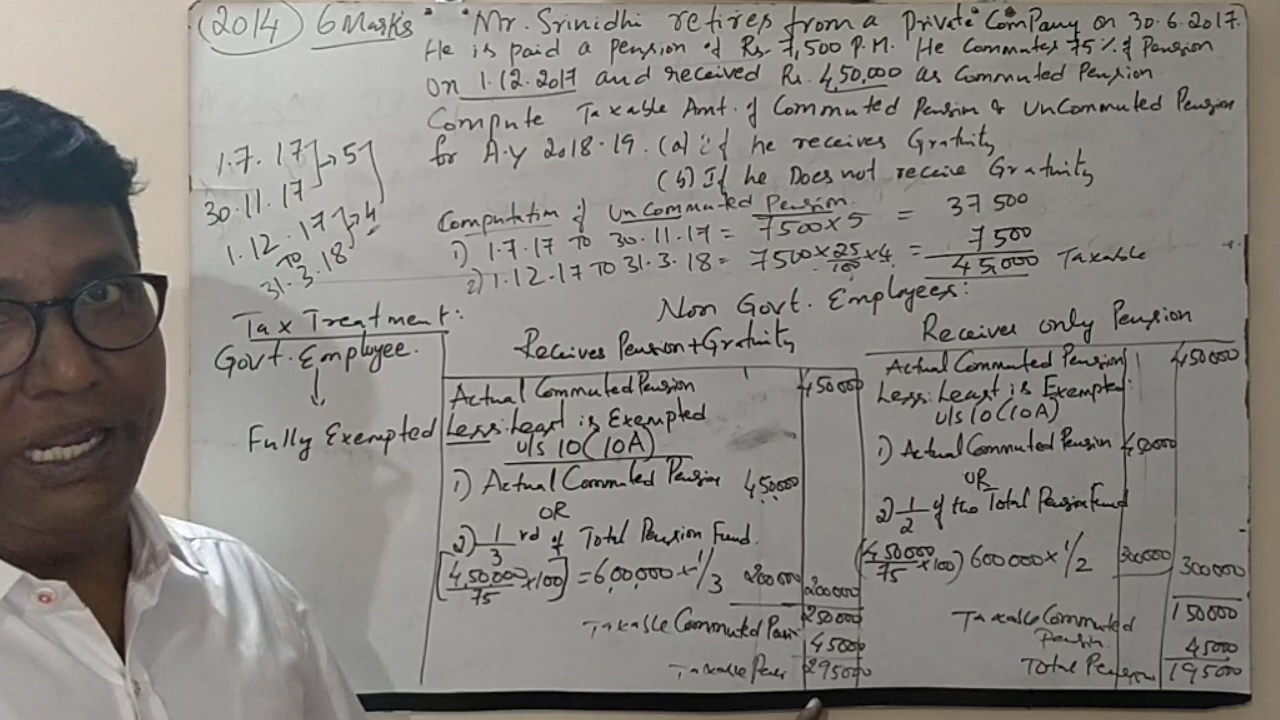 (2014) 6 Marks " "Mr. Srinidhi retires from a Private Company on 30.6.2017.
He is paid a pension of Rs. 7,500 P.M. He Commutes 75% of Pension
On 1.12.2017 and received Rs. 4,50,000 as Commuted Pension
Compute Taxable Amt. of Commuted Pension & UnCommuted Pension
for A.y 2018.19. (a) if he receives Gratuity
(b) If he Does not receive Gratuity
1.7.17
30.11.17 → 5
1.12.17
TO
31.3.18 → 4
Computation of UnCommuted Pension.
1) 1.7.17 TO 30.11.17 = 7500×5 = 37500
2) 1.12.17 TO 31.3.18 = 7500×25/100×4 = 7500
45,000 Taxable
Tax Treatment:
Govt. Employee.
Fully Exempted
Non Govt. Employees:
Receives Pension+Gratuity
Actual Commuted Pension 450000
Less: Least is Exempted
U/s 10(10A)
1) Actual Commuted Pension 450000
OR
2) 1/3 rd of Total Pension Fund.
[4,50,000/75 ×100] = 600,000 × 1/3 200000 200000
250000
Taxable Commuted Pension
45000
Taxable Pension 295000
Receives only Pension
Actual Commuted Pension 450000
Less: Least is Exempted:
U/s 10(10A)
1) Actual Commuted Pension 450000
OR
2) 1/2 of the Total Pension Fund
(4,50,000/75 ×100) 600000 × 1/2 300000 300000
Taxable Commuted Pension 150000
45000
Total Pension 195000